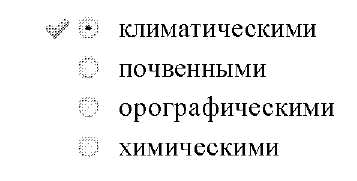 климатическими
почвенными
орографическими
химическими